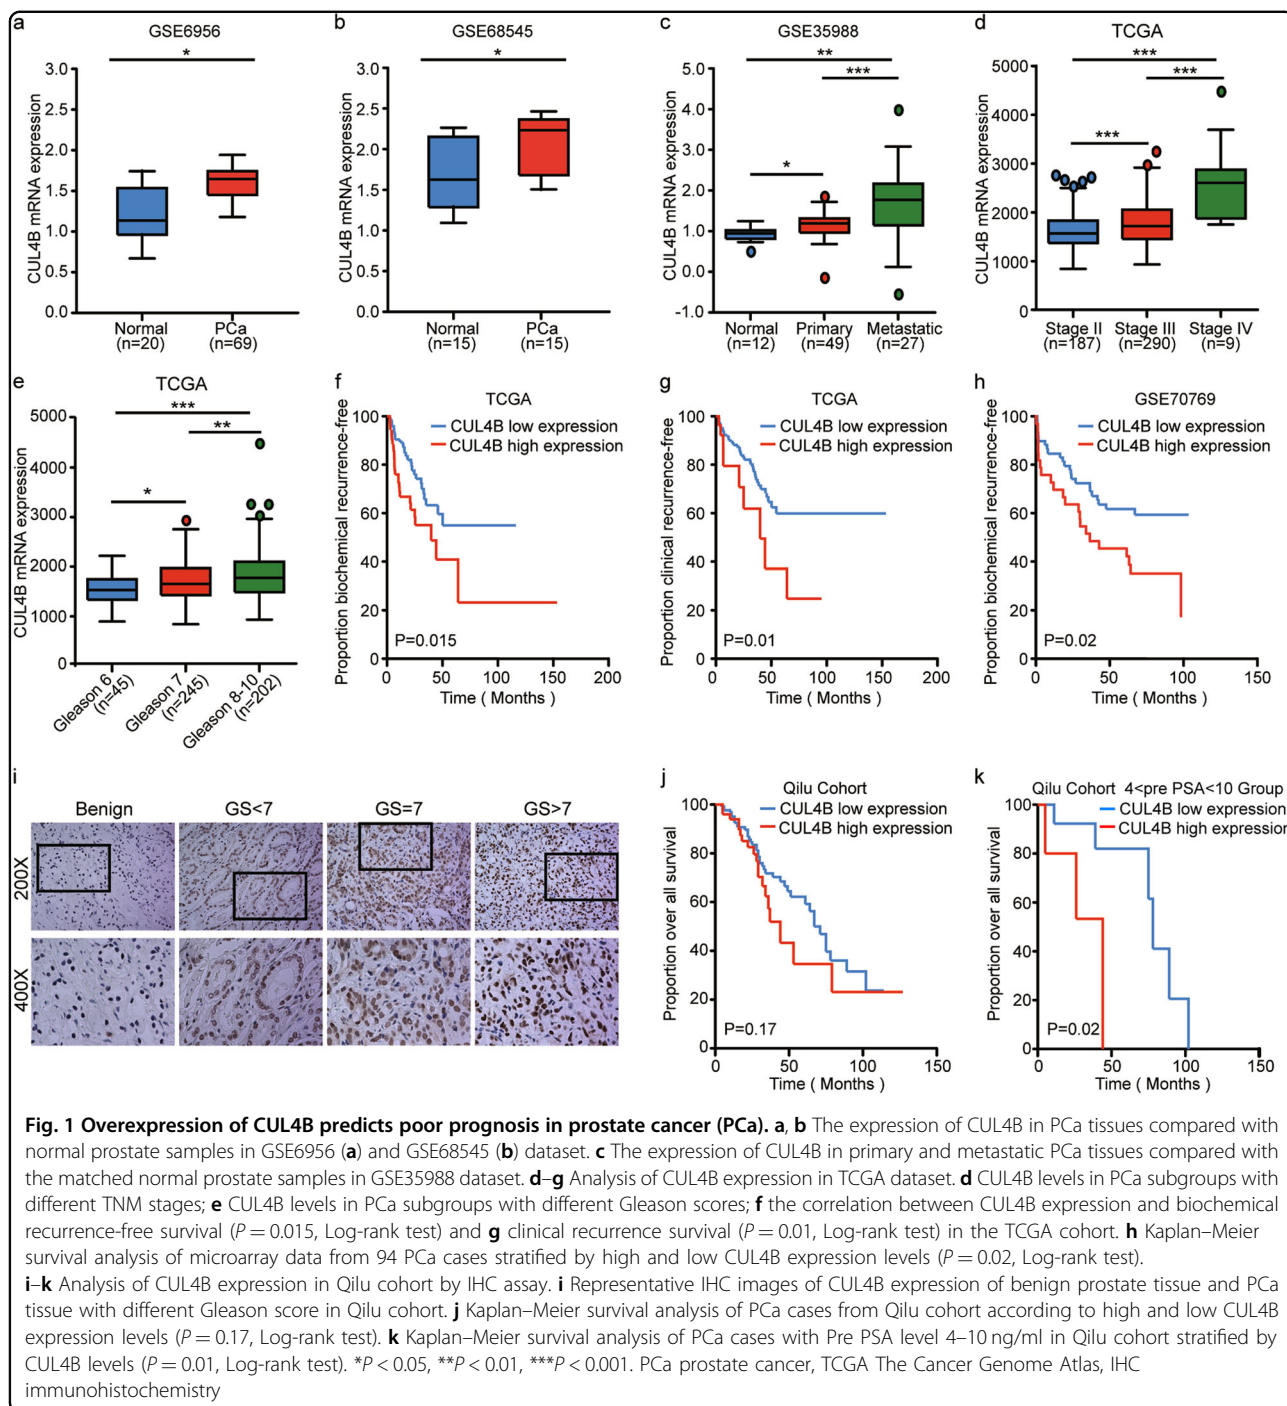 a
GSE6956
*
CUL4B mRNA expression
3.0
2.5
2.0
1.5
1.0
0.5
0.0
Normal
(n=20)
PCa
(n=69)
b
GSE68545
*
CUL4B mRNA expression
3.0
2.5
2.0
1.5
1.0
0.5
0.0
Normal
(n=15)
PCa
(n=15)
c
GSE35988
**
***
*
CUL4B mRNA expression
5.0
4.0
3.0
2.0
1.0
0.0
-1.0
Normal
(n=12)
Primary
(n=49)
Metastatic
(n=27)
d
TCGA
***
***
***
CUL4B mRNA expression
5000
4000
3000
2000
1000
0
Stage II
(n=187)
Stage III
(n=290)
Stage IV
(n=9)
e
TCGA
***
**
*
CUL4B mRNA expression
5000
4000
3000
2000
1000
0
Gleason 6
(n=45)
Gleason 7
(n=245)
Gleason 8-10
(n=202)
f
TCGA
CUL4B low expression
CUL4B high expression
Proportion biochemical recurrence-free
100
80
60
40
20
0
P=0.015
0 50 100 150 200
Time ( Months )
g
TCGA
CUL4B low expression
CUL4B high expression
Proportion clinical recurrence-free
100
80
60
40
20
0
P=0.01
0 50 100 150 200
Time ( Months )
h
GSE70769
CUL4B low expression
CUL4B high expression
Proportion biochemical recurrence-free
100
80
60
40
20
0
P=0.02
0 50 100 150
Time ( Months )
i
Benign GS<7 GS=7 GS>7
200X
400X
j
Qilu Cohort
CUL4B low expression
CUL4B high expression
Proportion over all survival
100
80
60
40
20
0
P=0.17
0 50 100 150
Time ( Months )
k
Qilu Cohort 4<pre PSA<10 Group
CUL4B low expression
CUL4B high expression
Proportion over all survival
100
80
60
40
20
0
P=0.02
0 50 100 150
Time ( Months )
Fig. 1 Overexpression of CUL4B predicts poor prognosis in prostate cancer (PCa). a, b The expression of CUL4B in PCa tissues compared with
normal prostate samples in GSE6956 (a) and GSE68545 (b) dataset. c The expression of CUL4B in primary and metastatic PCa tissues compared with
the matched normal prostate samples in GSE35988 dataset. d–g Analysis of CUL4B expression in TCGA dataset. d CUL4B levels in PCa subgroups with
different TNM stages; e CUL4B levels in PCa subgroups with different Gleason scores; f the correlation between CUL4B expression and biochemical
recurrence-free survival (P = 0.015, Log-rank test) and g clinical recurrence survival (P = 0.01, Log-rank test) in the TCGA cohort. h Kaplan–Meier
survival analysis of microarray data from 94 PCa cases stratified by high and low CUL4B expression levels (P = 0.02, Log-rank test).
i–k Analysis of CUL4B expression in Qilu cohort by IHC assay. i Representative IHC images of CUL4B expression of benign prostate tissue and PCa
tissue with different Gleason score in Qilu cohort. j Kaplan–Meier survival analysis of PCa cases from Qilu cohort according to high and low CUL4B
expression levels (P = 0.17, Log-rank test). k Kaplan–Meier survival analysis of PCa cases with Pre PSA level 4–10 ng/ml in Qilu cohort stratified by
CUL4B levels (P = 0.01, Log-rank test). *P < 0.05, **P < 0.01, ***P < 0.001. PCa prostate cancer, TCGA The Cancer Genome Atlas, IHC
immunohistochemistry